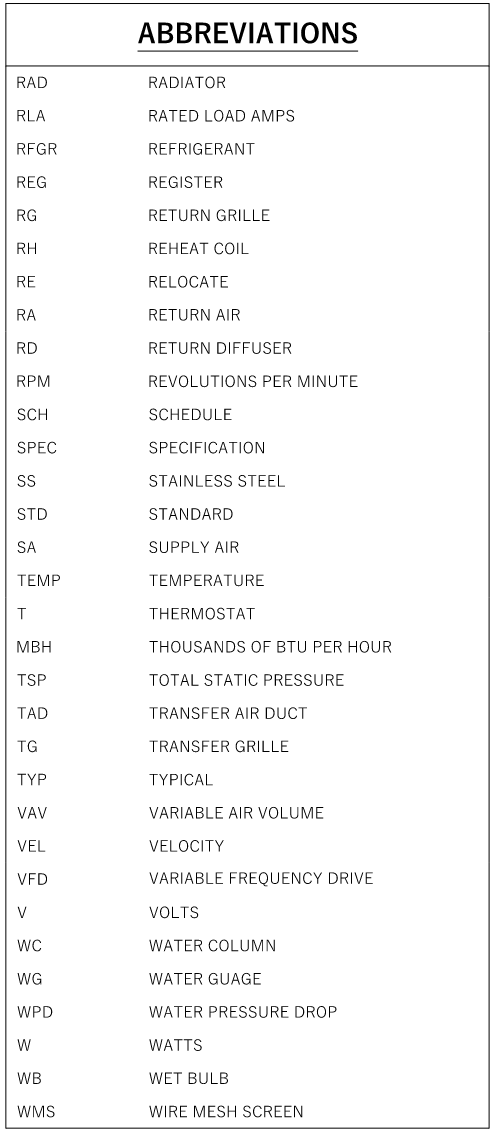 ABBREVIATIONS
RAD RADIATOR
RLA RATED LOAD AMPS
RFGR REFRIGERANT
REG REGISTER
RG RETURN GRILLE
RH REHEAT COIL
RE RELOCATE
RA RETURN AIR
RD RETURN DIFFUSER
RPM REVOLUTIONS PER MINUTE
SCH SCHEDULE
SPEC SPECIFICATION
SS STAINLESS STEEL
STD STANDARD
SA SUPPLY AIR
TEMP TEMPERATURE
T THERMOSTAT
MBH THOUSANDS OF BTU PER HOUR
TSP TOTAL STATIC PRESSURE
TAD TRANSFER AIR DUCT
TG TRANSFER GRILLE
TYP TYPICAL
VAV VARIABLE AIR VOLUME
VEL VELOCITY
VFD VARIABLE FREQUENCY DRIVE
V VOLTS
WC WATER COLUMN
WG WATER GUAGE
WPD WATER PRESSURE DROP
W WATTS
WB WET BULB
WMS WIRE MESH SCREEN